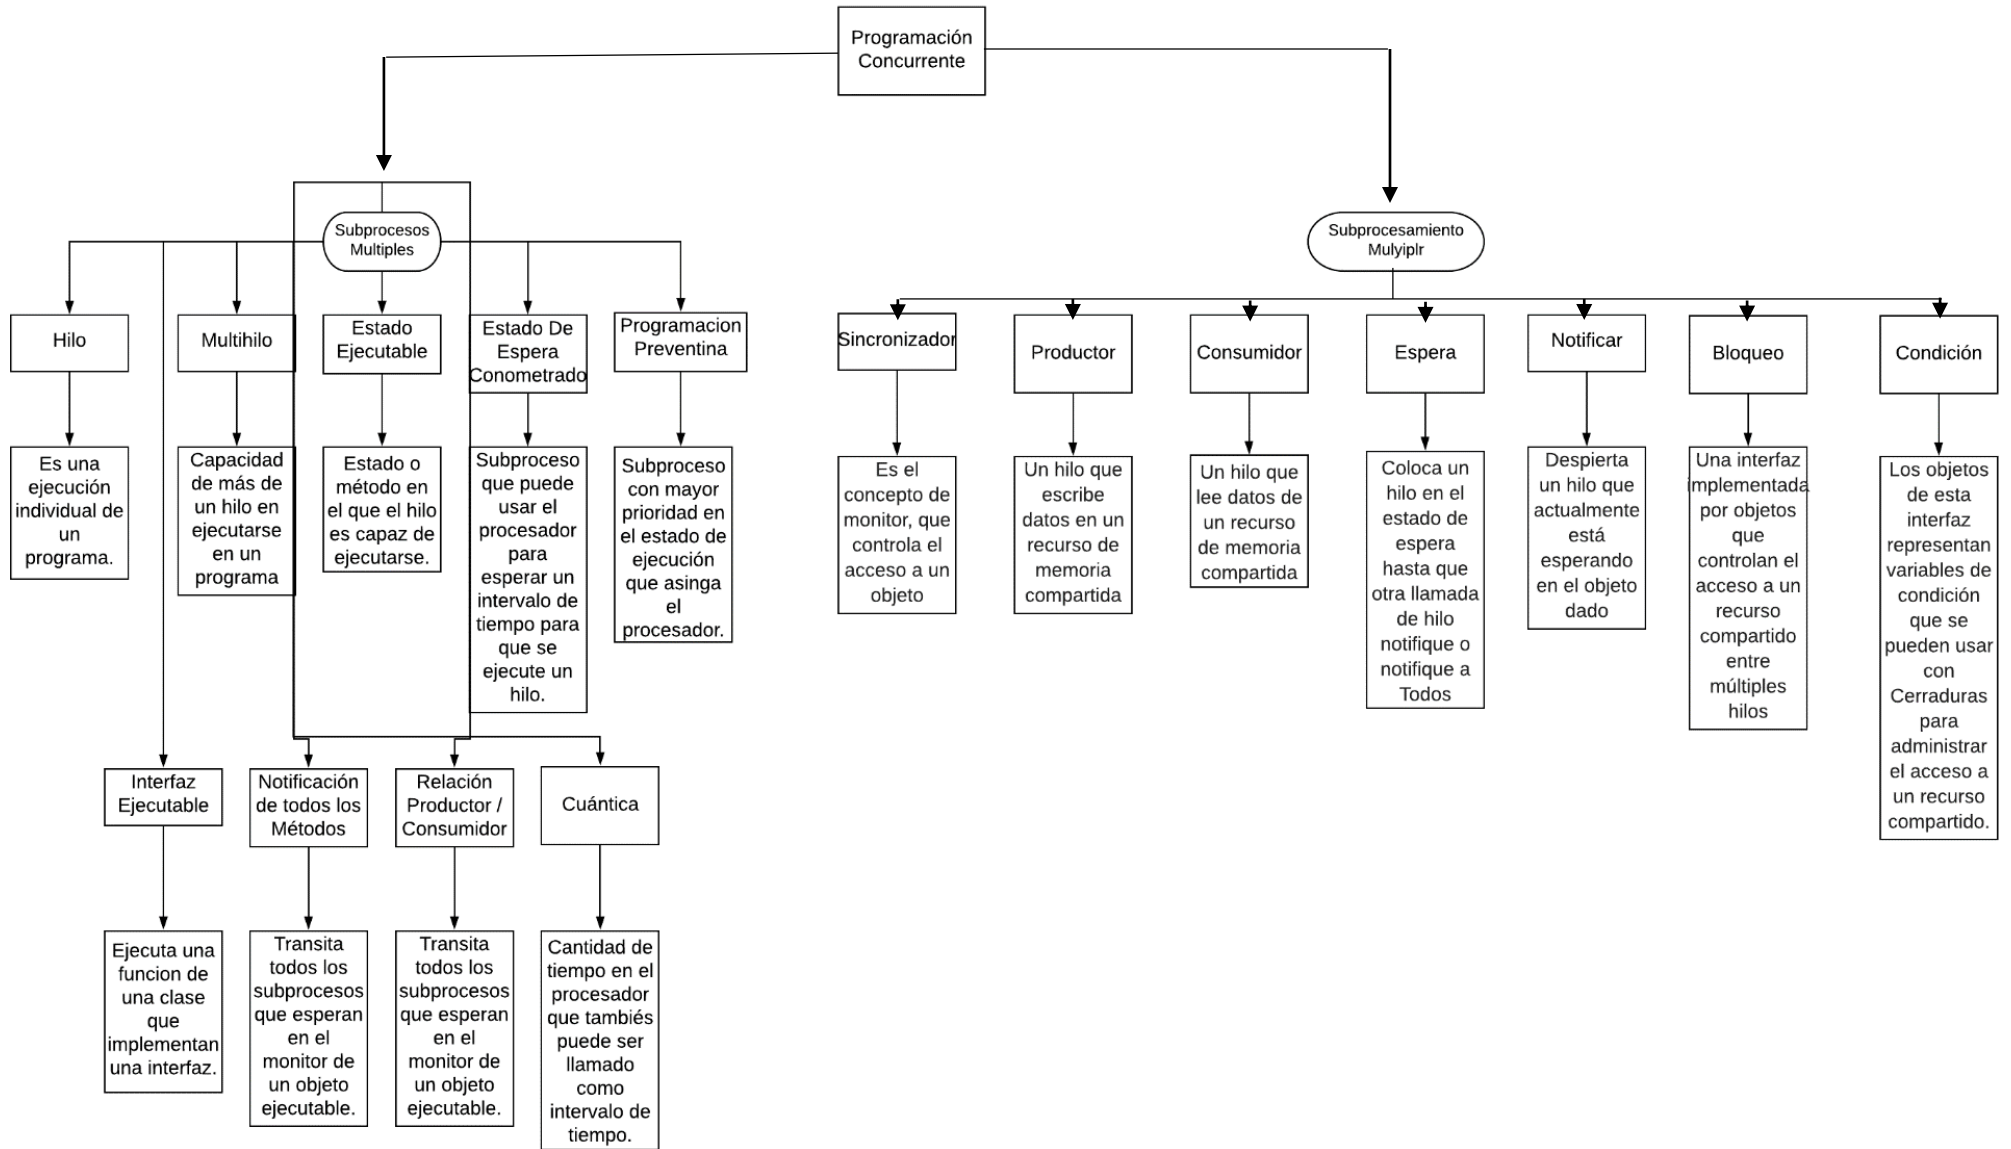 Programación
Concurrente
Subprocesos
Multiples
Subprocesamiento
Mulyiplr
Hilo
Multihilo
Estado
Ejecutable
Estado De
Espera
Conometrado
Programacion
Preventina
Sincronizador
Productor
Consumidor
Espera
Notificar
Bloqueo
Condición
Es una
ejecución
individual de
un
programa.
Capacidad
de más de
un hilo en
ejecutarse
en un
programa
Estado o
método en
el que el hilo
es capaz de
ejecutarse.
Subproceso
que puede
usar el
procesador
para
esperar un
intervalo de
tiempo para
que se
ejecute un
hilo.
Subproceso
con mayor
prioridad en
el estado de
ejecución
que asinga
el
procesador.
Es el
concepto de
monitor, que
controla el
acceso a un
objeto
Un hilo que
escribe
datos en un
recurso de
memoria
compartida
Un hilo que
lee datos de
un recurso
de memoria
compartida
Coloca un
hilo en el
estado de
espera
hasta que
otra llamada
de hilo
notifique o
notifique a
Todos
Despierta
un hilo que
actualmente
está
esperando
en el objeto
dado
Una interfaz
implementada
por objetos
que
controlan el
acceso a un
recurso
compartido
entre
múltiples
hilos
Los objetos
de esta
interfaz
representan
variables de
condición
que se
pueden usar
con
Cerraduras
para
administrar
el acceso a
un recurso
compartido.
Interfaz
Ejecutable
Notificación
de todos los
Métodos
Relación
Productor /
Consumidor
Cuántica
Ejecuta una
funcion de
una clase
que
implementan
una interfaz.
Transita
todos los
subprocesos
que esperan
en el
monitor de
un objeto
ejecutable.
Transita
todos los
subprocesos
que esperan
en el
monitor de
un objeto
ejecutable.
Cantidad de
tiempo en el
procesador
que tambiés
puede ser
llamado
como
intervalo de
tiempo.